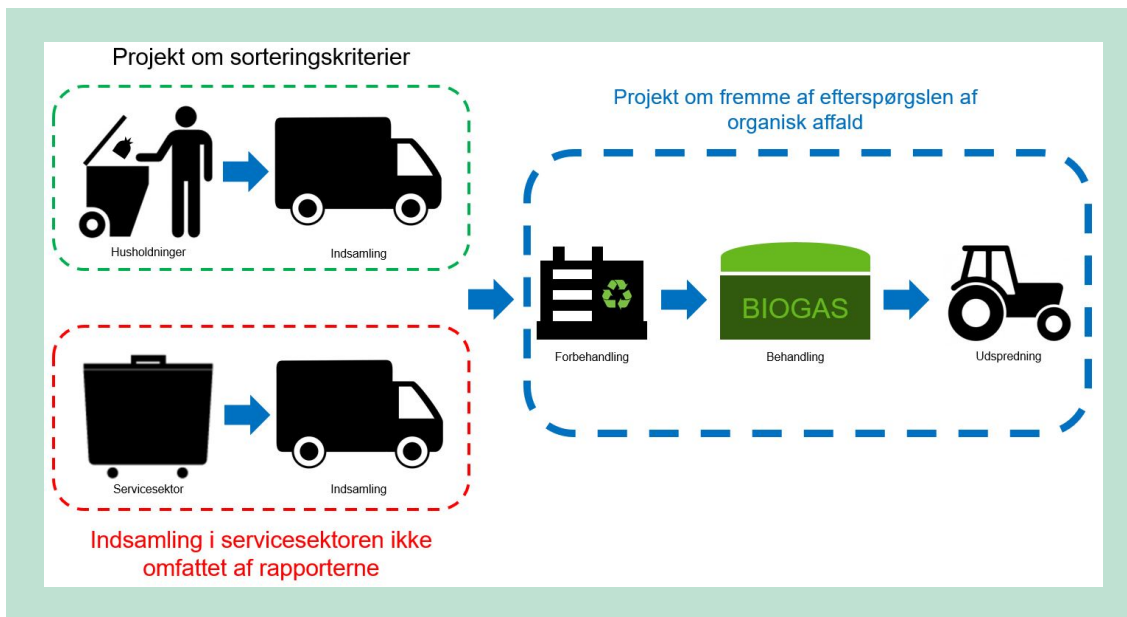 Projekt om sorteringskriterier
Husholdninger
Indsamling
Projekt om fremme af efterspørgslen af
organisk affald
Forbehandling
BIOGAS
Behandling
Udspredning
Servicesektor
Indsamling
Indsamling i servicesektoren ikke
omfattet af rapporterne